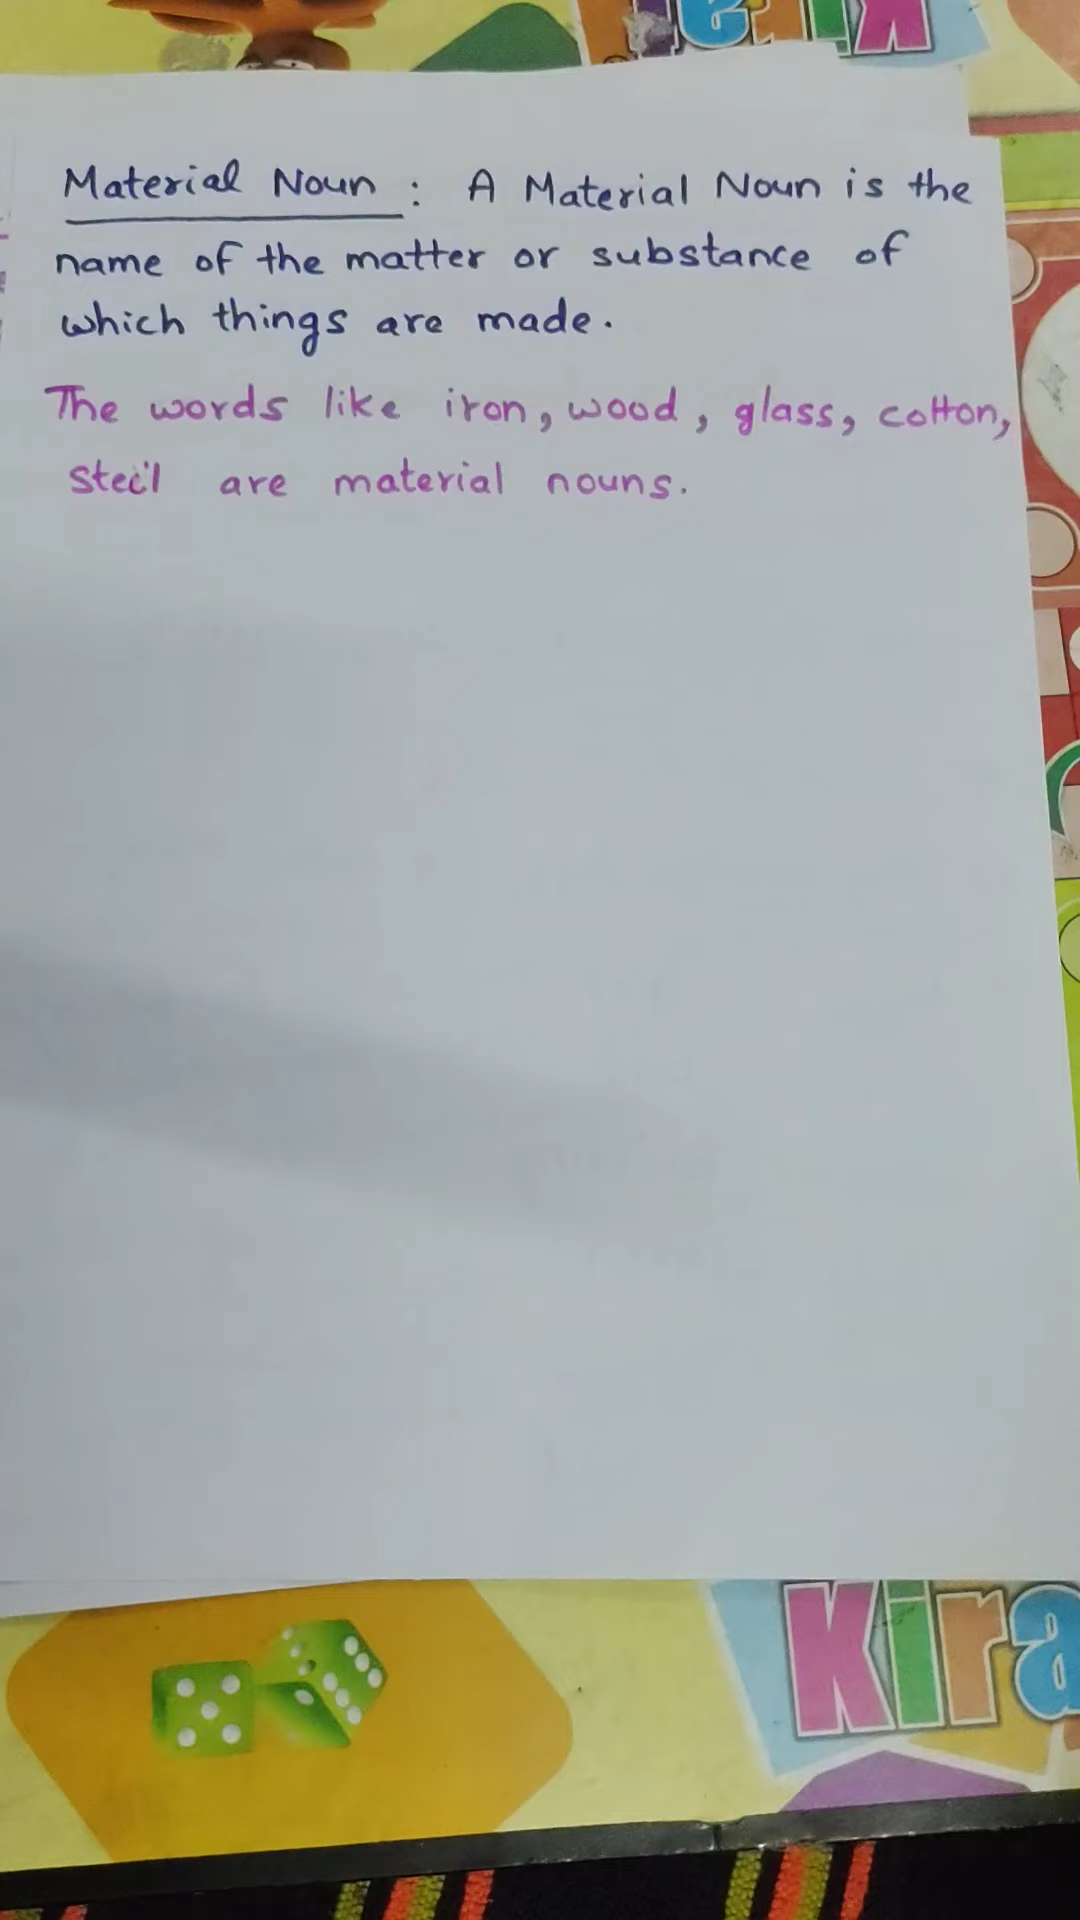 Material Noun : A Material Noun is the
name of the matter or substance of
which things are made.
The words like iron, wood, glass, cotton,
Steel are material nouns.
Kira